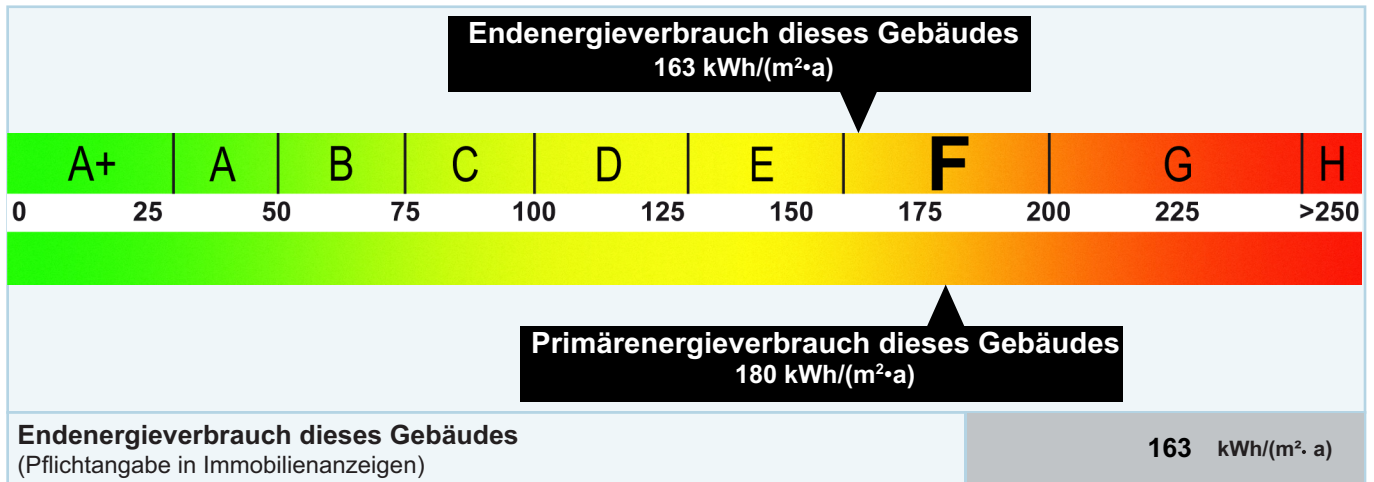 Endenergieverbrauch dieses Gebäudes
163 kWh/(m²•a)
A+ A B C D E F G H
0 25 50 75 100 125 150 175 200 225 >250
Primärenergieverbrauch dieses Gebäudes
180 kWh/(m²•a)
Endenergieverbrauch dieses Gebäudes
(Pflichtangabe in Immobilienanzeigen)
163 kWh/(m²· a)